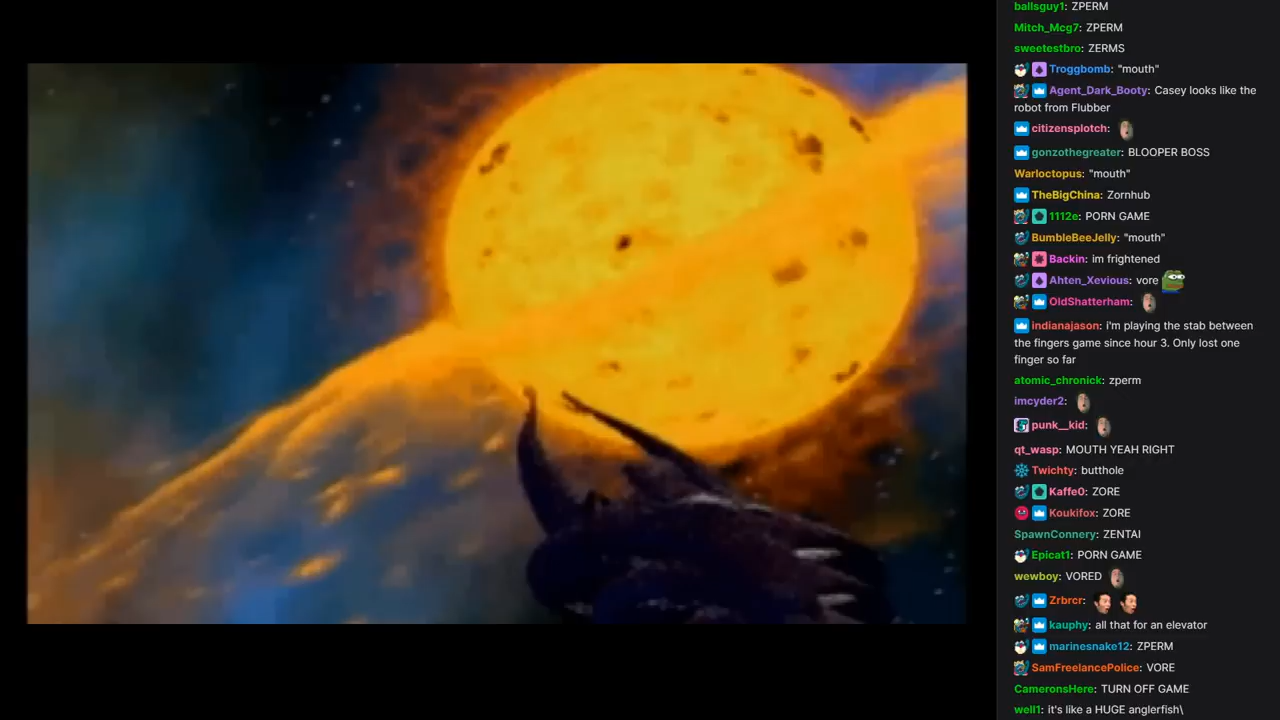 ballsguy1: ZPERM
Mitch_Mcg7: ZPERM
sweetestbro: ZERMS
Troggbomb: "mouth"
Agent_Dark_Booty: Casey looks like the
robot from Flubber
citizensplotch:
gonzothegreater: BLOOPER BOSS
Warloctopus: "mouth"
TheBigChina: Zornhub
1112e: PORN GAME
BumbleBeeJelly: "mouth"
Backin: im frightened
Ahten_Xevious: vore
OldShatterham:
indianajason: i'm playing the stab between
the fingers game since hour 3. Only lost one
finger so far
atomic_chronick: zperm
imcyder2:
punk__kid:
qt_wasp: MOUTH YEAH RIGHT
Twichty: butthole
Kaffe0: ZORE
Koukifox: ZORE
SpawnConnery: ZENTAI
Epicat1: PORN GAME
wewboy: VORED
Zrbrcr:
kauphy: all that for an elevator
marinesnake12: ZPERM
SamFreelancePolice: VORE
CameronsHere: TURN OFF GAME
well1: it's like a HUGE anglerfish\